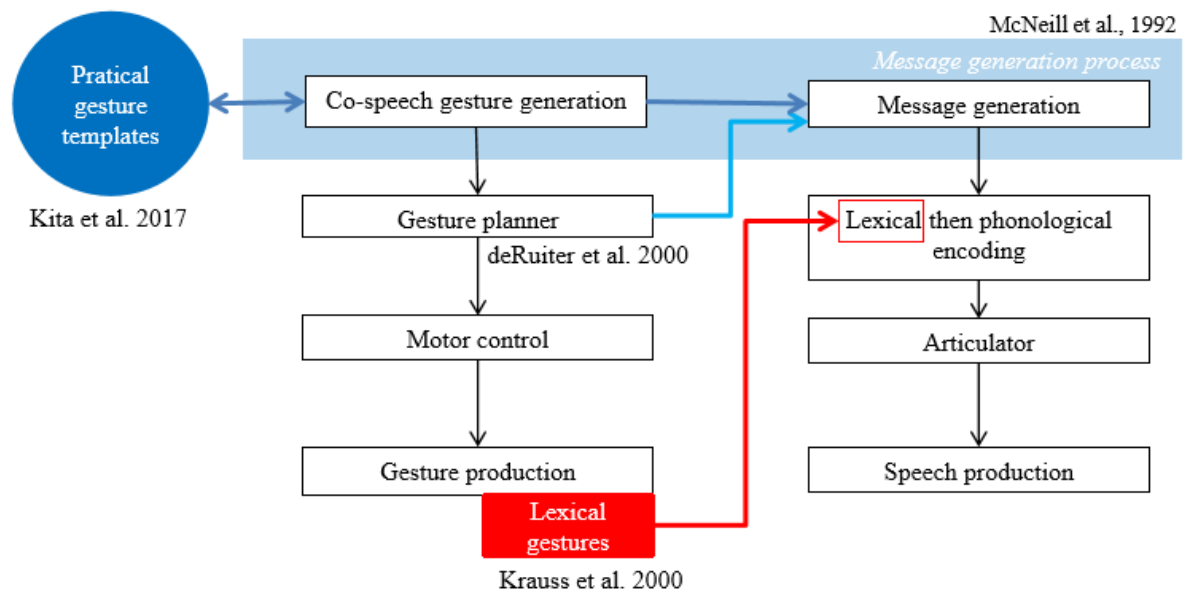 McNeill et al., 1992
Message generation process
Pratical
gesture
templates
Co-speech gesture generation
Message generation
Kita et al. 2017
Gesture planner
deRuiter et al. 2000
Lexical then phonological
encoding
Motor control
Articulator
Gesture production
Speech production
Lexical
gestures
Krauss et al. 2000